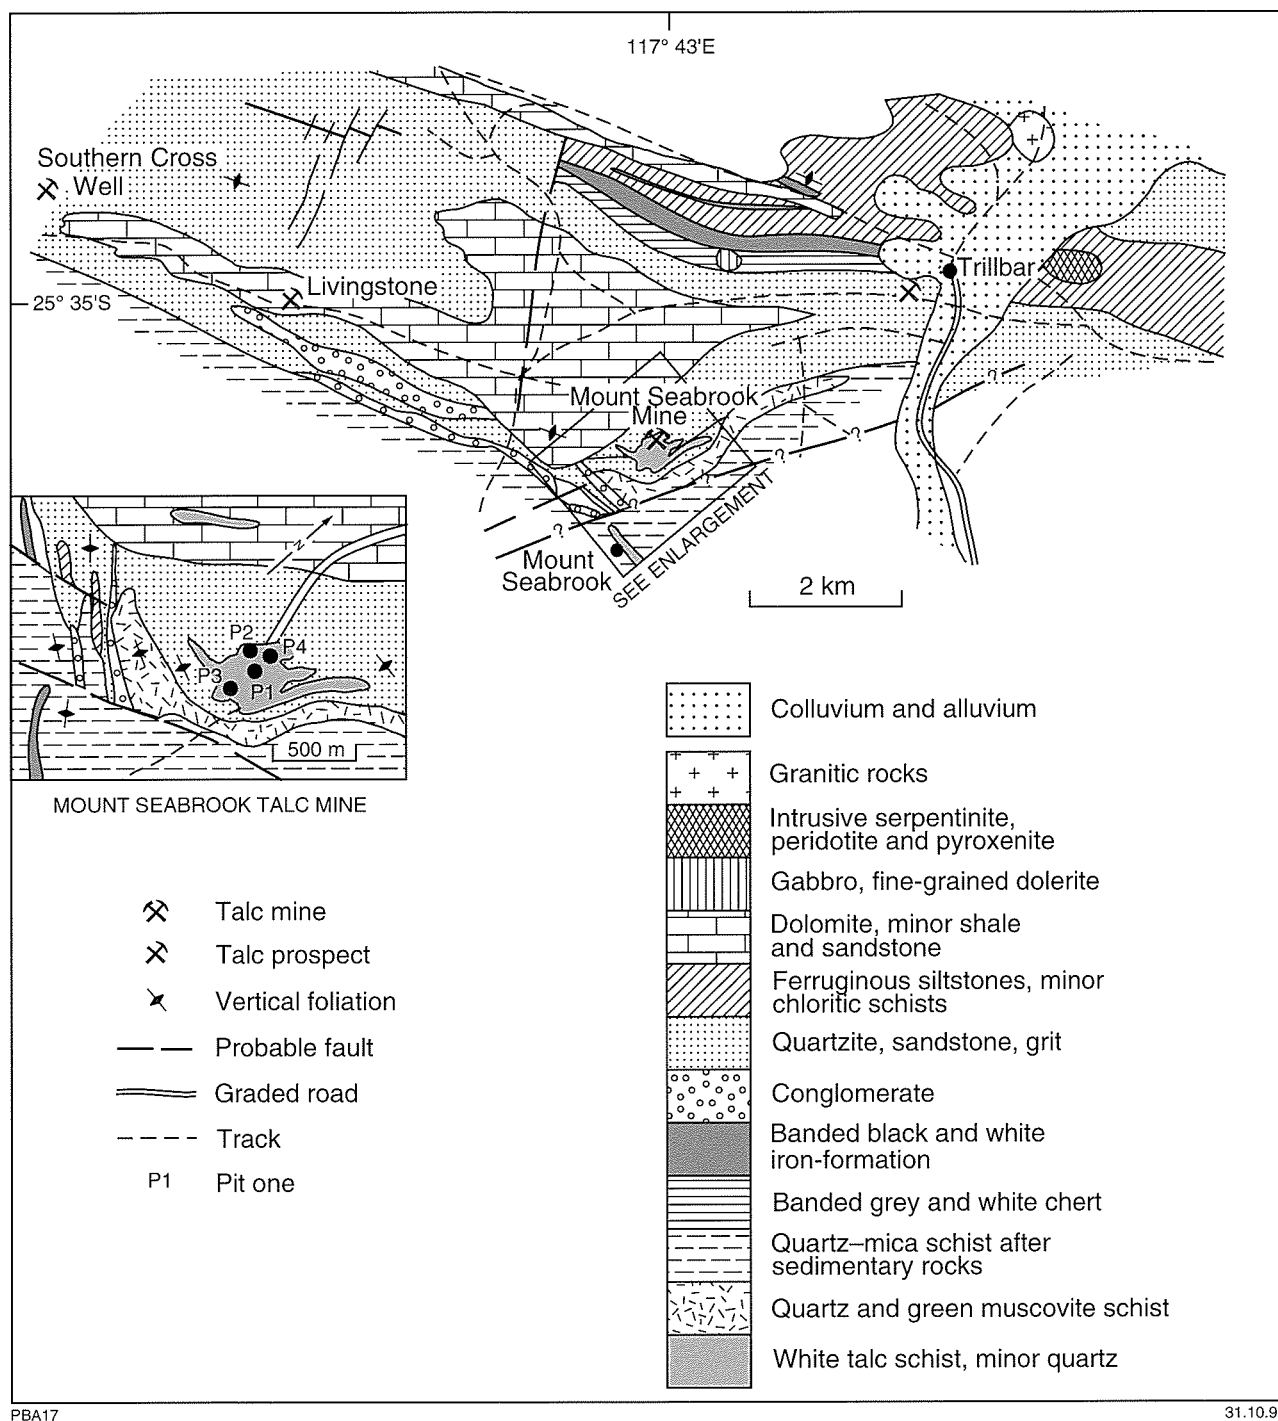 117° 43'E
Southern Cross
Well
Livingstone
25° 35'S
Trillbar
Mount Seabrook
Mine
?
?
?
?
?
?
Mount
Seabrook
SEE ENLARGEMENT
2 km
N
P2
P4
P3
P1
500 m
MOUNT SEABROOK TALC MINE
Talc mine
Talc prospect
Vertical foliation
Probable fault
Graded road
Track
P1 Pit one
Colluvium and alluvium
Granitic rocks
Intrusive serpentinite,
peridotite and pyroxenite
Gabbro, fine-grained dolerite
Dolomite, minor shale
and sandstone
Ferruginous siltstones, minor
chloritic schists
Quartzite, sandstone, grit
Conglomerate
Banded black and white
iron-formation
Banded grey and white chert
Quartz–mica schist after
sedimentary rocks
Quartz and green muscovite schist
White talc schist, minor quartz
PBA17
31.10.9